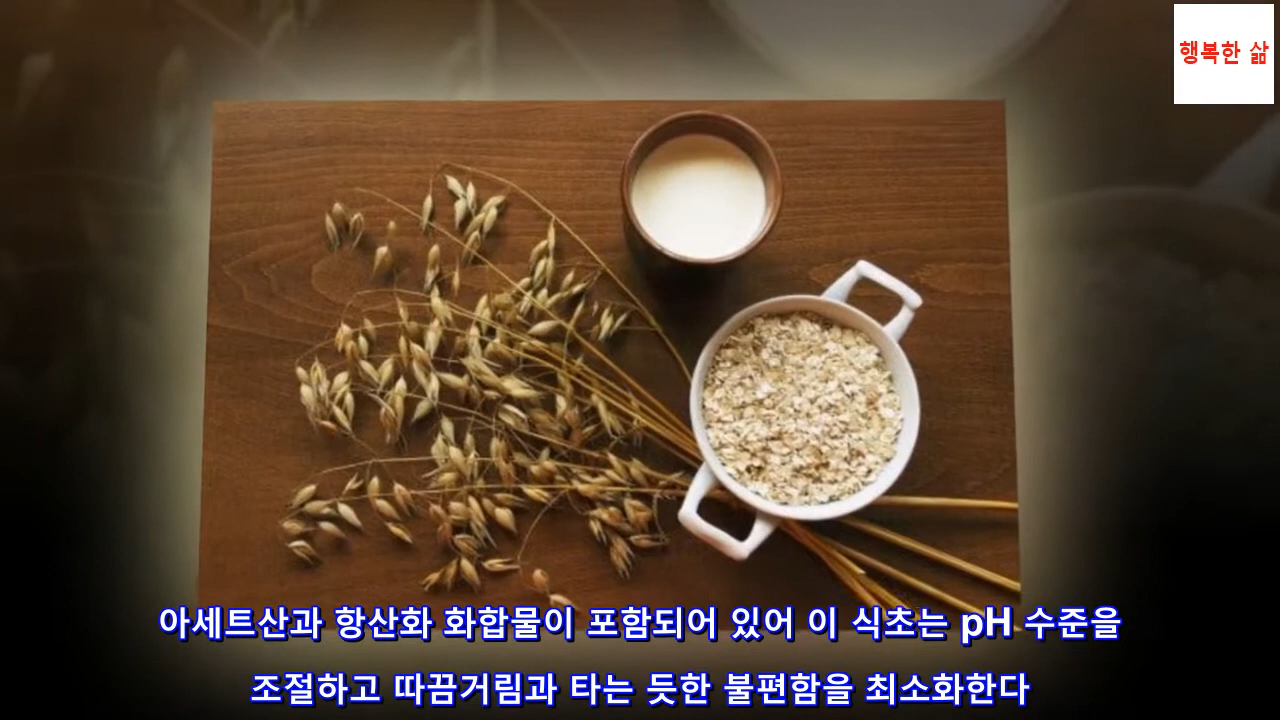 행복한 삶
아세트산과 항산화 화합물이 포함되어 있어 이 식초는 pH 수준을
조절하고 따끔거림과 타는 듯한 불편함을 최소화한다